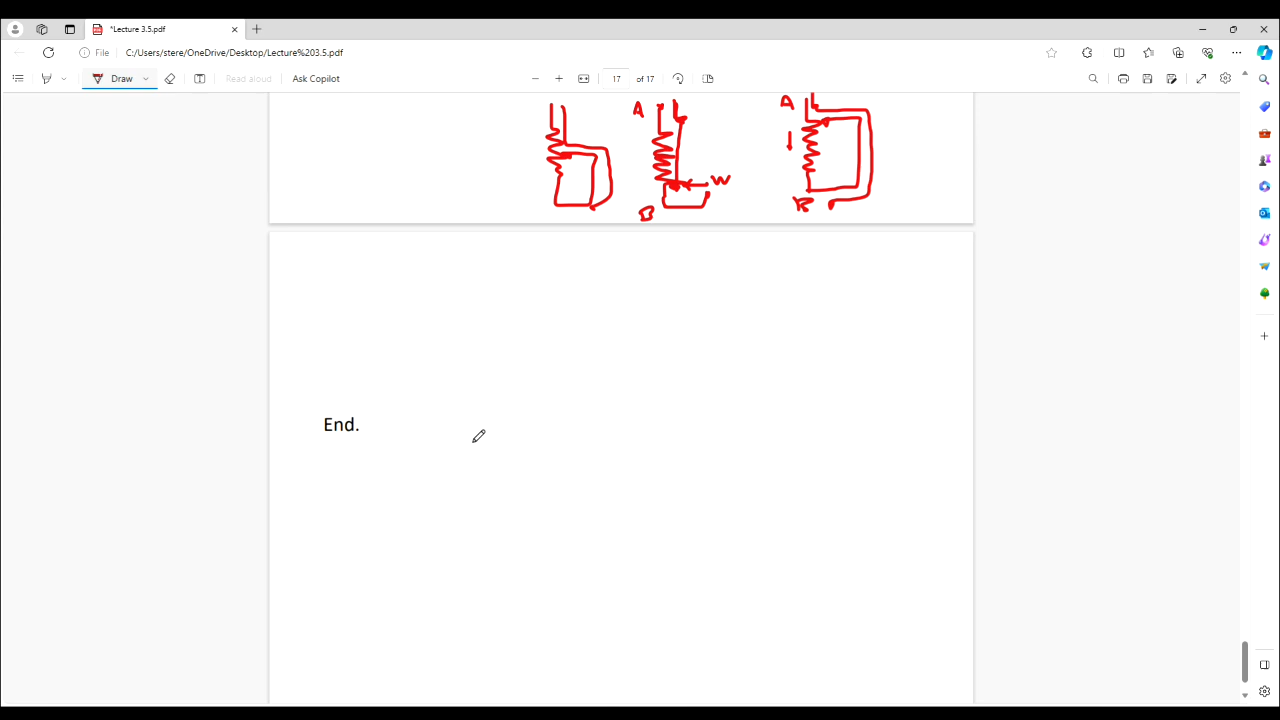 *Lecture 3.5.pdf
File C:/Users/stere/OneDrive/Desktop/Lecture%203.5.pdf
Draw Read aloud Ask Copilot 17 of 17
A A
W
B
End.